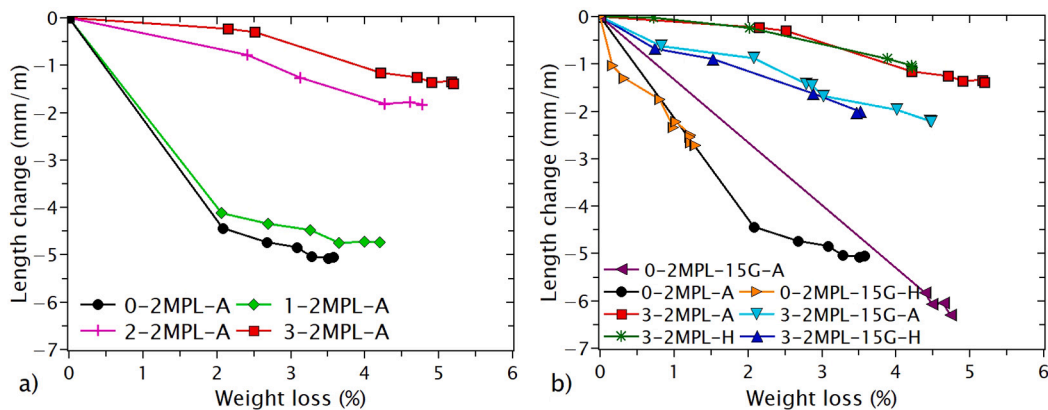 0
−1
−2
−3
−4
−5
−6
−7
Length change (mm/m)
0-2MPL-A 1-2MPL-A
2-2MPL-A 3-2MPL-A
0 1 2 3 4 5 6
a) Weight loss (%)
0
−1
−2
−3
−4
−5
−6
−7
Length change (mm/m)
0-2MPL-15G-A
0-2MPL-A 0-2MPL-15G-H
3-2MPL-A 3-2MPL-15G-A
3-2MPL-H 3-2MPL-15G-H
0 1 2 3 4 5 6
b) Weight loss (%)